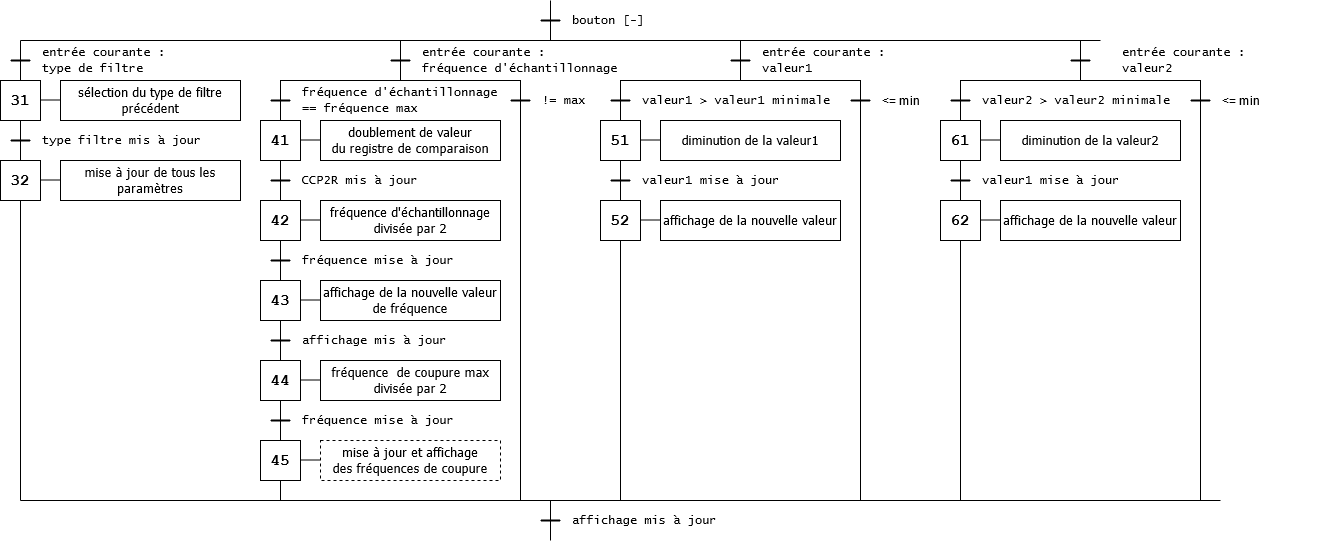 bouton [-]
entrée courante :
type de filtre
31
sélection du type de filtre
précédent
type filtre mis à jour
32
mise à jour de tous les
paramètres
entrée courante :
fréquence d'échantillonnage
fréquence d'échantillonnage
== fréquence max
!= max
41
doublement de valeur
du registre de comparaison
CCP2R mis à jour
42
fréquence d'échantillonnage
divisée par 2
fréquence mise à jour
43
affichage de la nouvelle valeur
de fréquence
affichage mis à jour
44
fréquence de coupure max
divisée par 2
fréquence mise à jour
45
mise à jour et affichage
des fréquences de coupure
entrée courante :
valeur1
valeur1 > valeur1 minimale
<= min
51
diminution de la valeur1
valeur1 mise à jour
52
affichage de la nouvelle valeur
entrée courante :
valeur2
valeur2 > valeur2 minimale
<= min
61
diminution de la valeur2
valeur1 mise à jour
62
affichage de la nouvelle valeur
affichage mis à jour